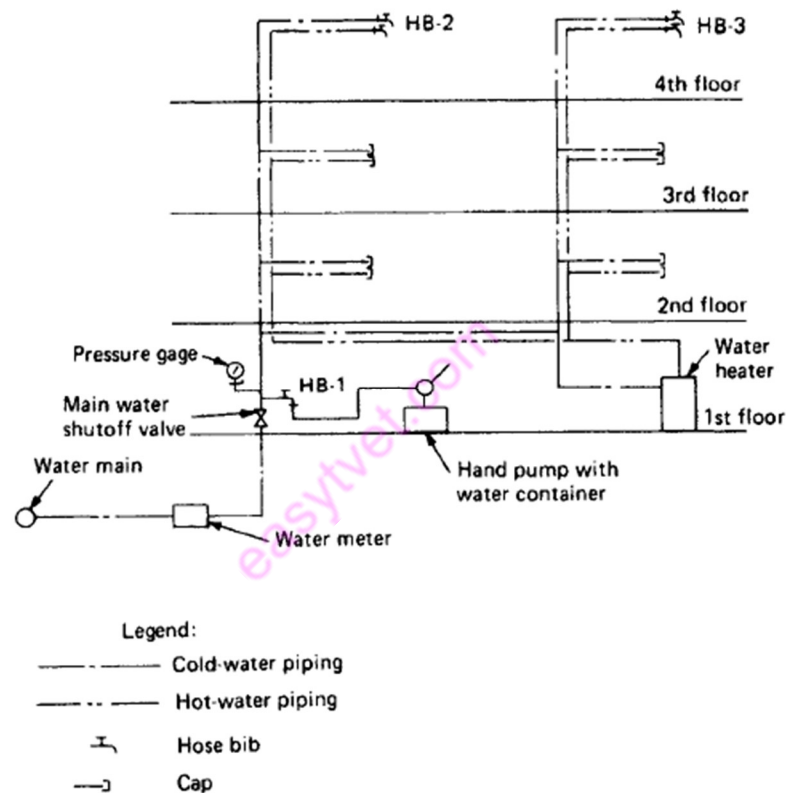 HB-2
HB-3
4th floor
3rd floor
2nd floor
Pressure gage
HB-1
Water
heater
Main water
shutoff valve
1st floor
Water main
Hand pump with
water container
Water meter
easytvet.com
Legend:
Cold-water piping
Hot-water piping
Hose bib
Cap